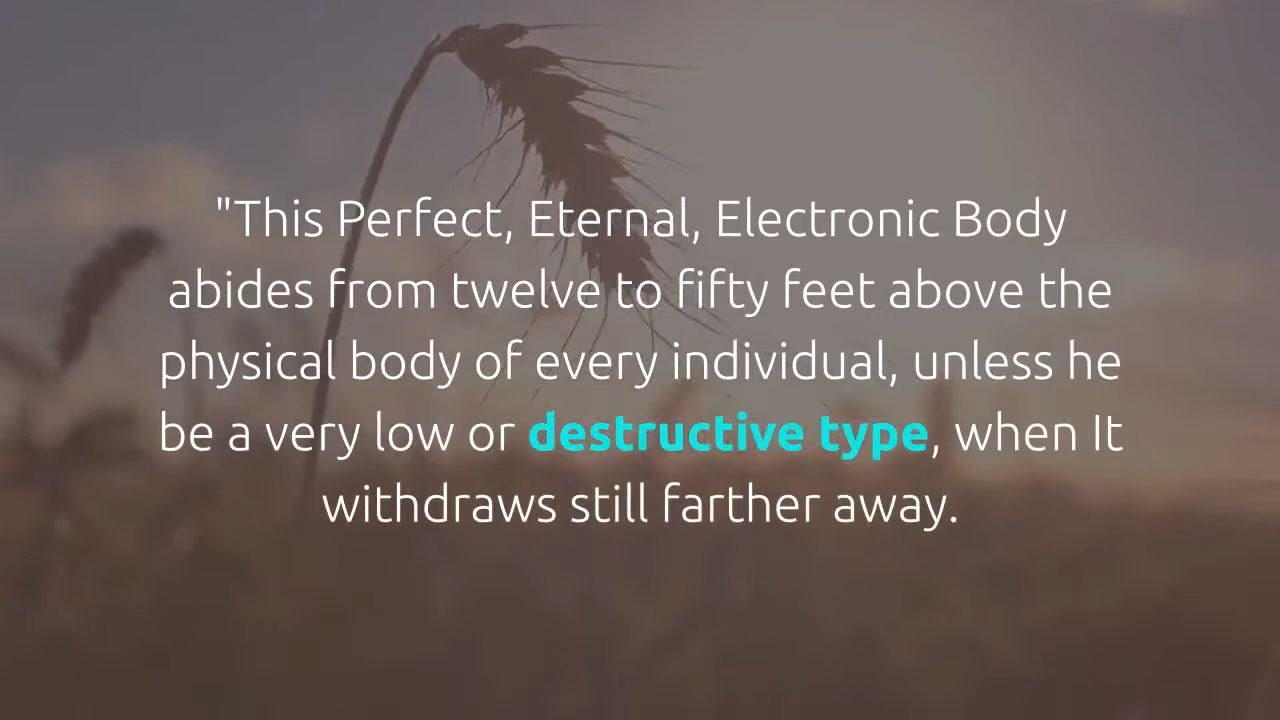 "This Perfect, Eternal, Electronic Body
abides from twelve to fifty feet above the
physical body of every individual, unless he
be a very low or destructive type, when It
withdraws still farther away.